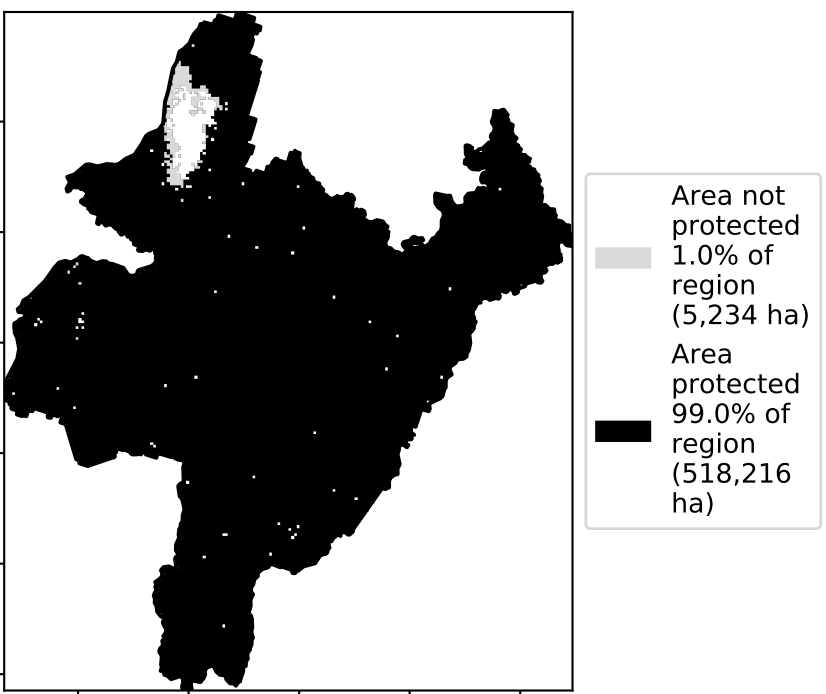 Area not
protected
1.0% of
region
(5,234 ha)
Area
protected
99.0% of
region
(518,216
ha)